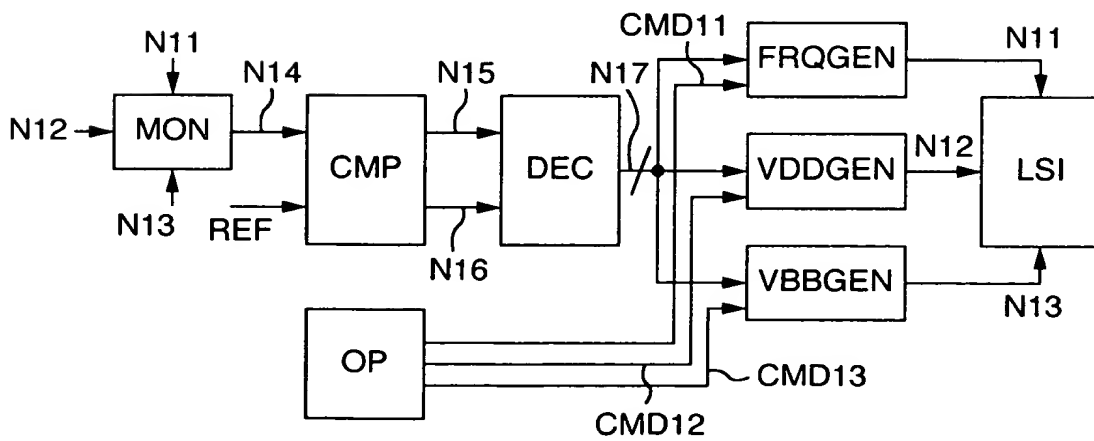 N11
CMD11
FRQGEN
N11
N14
N15
N17
N12
MON
CMP
DEC
VDDGEN
N12
LSI
N13
REF
N16
VBBGEN
N13
OP
CMD12
CMD13